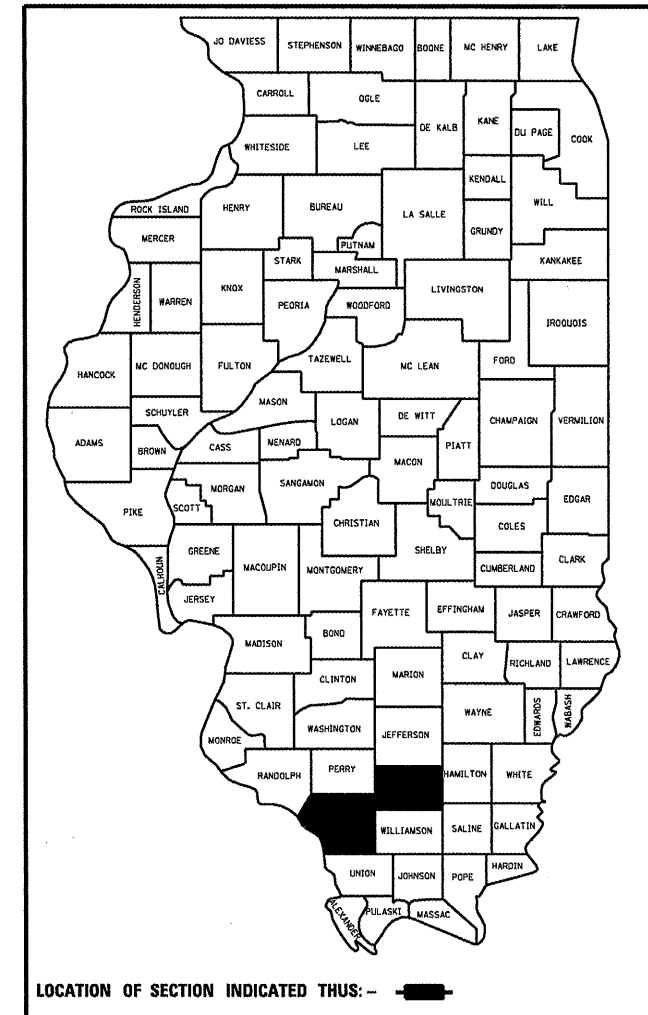 JO DAVIESS STEPHENSON WINNEBAGO BOONE MC HENRY LAKE
CARROLL OGLE
DE KALB KANE DU PAGE COOK
WHITESIDE LEE
KENDALL
ROCK ISLAND HENRY BUREAU LA SALLE WILL
MERCER PUTNAM GRUNDY
STARK MARSHALL KANKAKEE
HENDERSON WARREN KNOX PEORIA WOODFORD LIVINGSTON IROQUOIS
HANCOCK MC DONOUGH FULTON TAZEWELL MC LEAN FORD
MASON
SCHUYLER LOGAN DE WITT CHAMPAIGN VERMILION
ADAMS BROWN CASS MENARD PIATT
MACON
PIKE SCOTT MORGAN SANGAMON MOULTRIE DOUGLAS EDGAR
CHRISTIAN COLES
CALHOUN GREENE MACOUPIN MONTGOMERY SHELBY CUMBERLAND CLARK
JERSEY FAYETTE EFFINGHAM JASPER CRAWFORD
MADISON BOND
CLAY RICHLAND LAWRENCE
CLINTON MARION
ST. CLAIR WAYNE EDWARDS WABASH
MONROE WASHINGTON JEFFERSON
RANDOLPH PERRY HAMILTON WHITE
WILLIAMSON SALINE GALLATIN
UNION JOHNSON POPE HARDIN
ALEXANDER PULASKI MASSAC
LOCATION OF SECTION INDICATED THUS: –